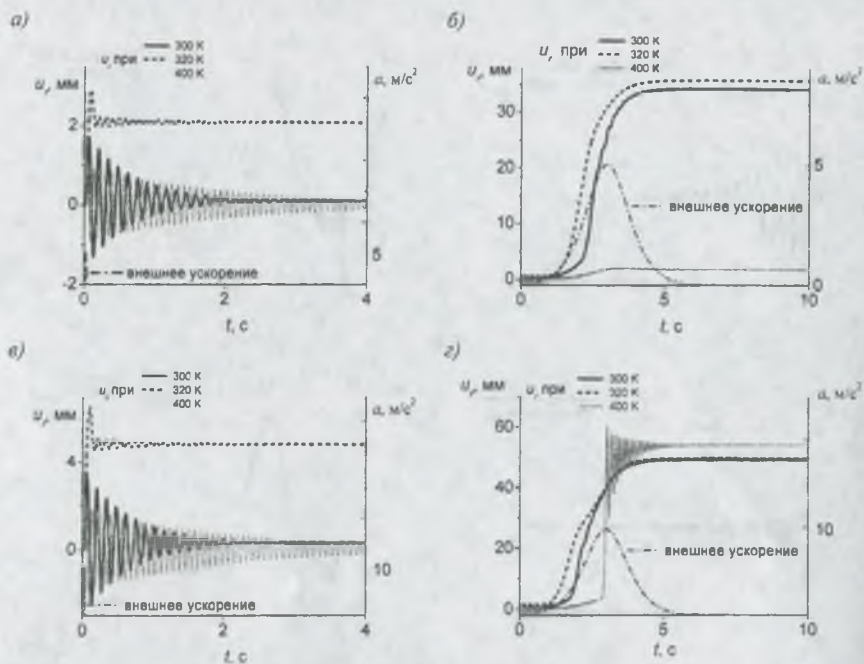 а)
u_r при
300 K
320 K
400 K
u_r, мм
a, м/с²
2
0
-2
5
внешнее ускорение
0
2
4
t, с
б)
u_r при
300 K
320 K
400 K
u_r, мм
a, м/с²
30
20
10
0
5
0
внешнее ускорение
0
5
10
t, с
в)
u_r при
300 K
320 K
400 K
u_r, мм
a, м/с²
4
0
10
внешнее ускорение
0
2
4
t, с
г)
u_r при
300 K
320 K
400 K
u_r, мм
a, м/с²
60
40
20
0
10
внешнее ускорение
0
5
10
t, с